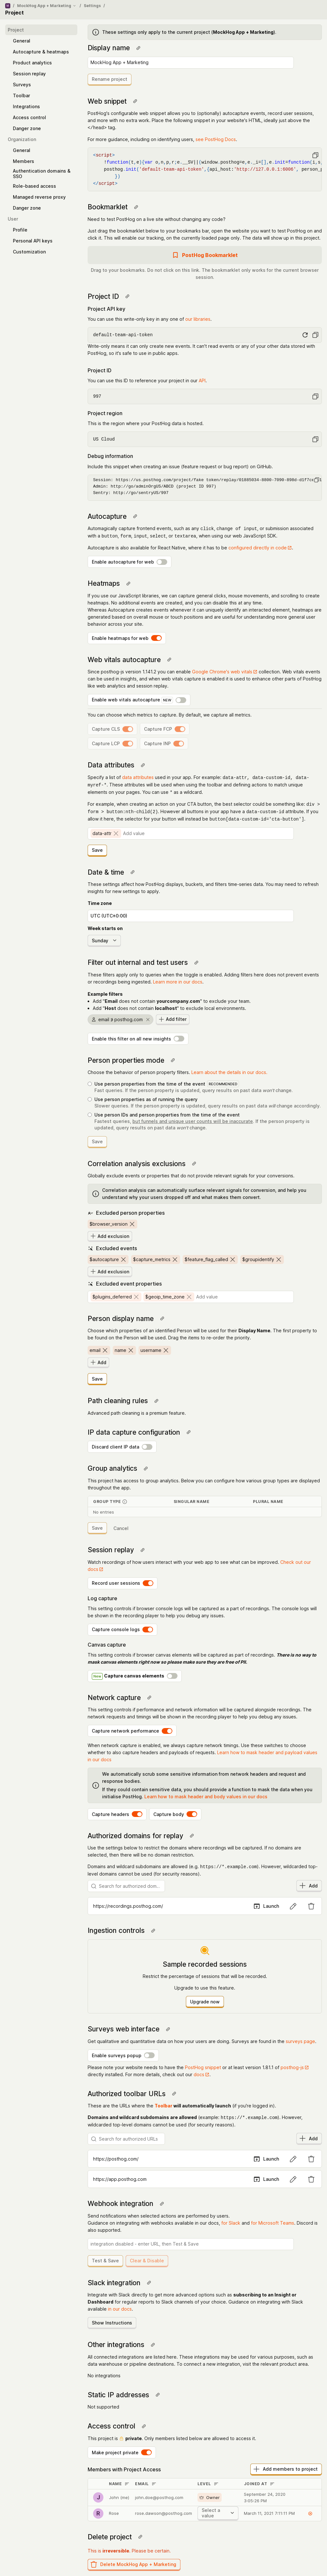 MockHog App + Marketing / Settings /
Project
Project
General
Autocapture & heatmaps
Product analytics
Session replay
Surveys
Toolbar
Integrations
Access control
Danger zone
Organization
General
Members
Authentication domains &
SSO
Role-based access
Managed reverse proxy
Danger zone
User
Profile
Personal API keys
Customization
These settings only apply to the current project (MockHog App + Marketing).
Display name
MockHog App + Marketing
Rename project
Web snippet
PostHog's configurable web snippet allows you to (optionally) autocapture events, record user sessions,
and more with no extra work. Place the following snippet in your website's HTML, ideally just above the
</head> tag.
For more guidance, including on identifying users, see PostHog Docs.
<script>
</script>
Bookmarklet
Need to test PostHog on a live site without changing any code?
Just drag the bookmarklet below to your bookmarks bar, open the website you want to test PostHog on and
click it. This will enable our tracking, on the currently loaded page only. The data will show up in this project.
PostHog Bookmarklet
Drag to your bookmarks. Do not click on this link. The bookmarklet only works for the current browser
session.
Project ID
Project API key
You can use this write-only key in any one of our libraries.
default-team-api-token
Write-only means it can only create new events. It can't read events or any of your other data stored with
PostHog, so it's safe to use in public apps.
Project ID
You can use this ID to reference your project in our API.
997
Project region
This is the region where your PostHog data is hosted.
US Cloud
Debug information
Include this snippet when creating an issue (feature request or bug report) on GitHub.
Admin: http://go/adminOrgUS/ABCD (project ID 997)
Sentry: http://go/sentryUS/997
Autocapture
Automagically capture front-end interactions like pageviews, clicks, and more when using our web JavaScript SDK.
Autocapture is also available for React Native, where it has to be configured directly in code.
Enable autocapture for web
Heatmaps
If you use our JavaScript libraries, we can capture general clicks, mouse movements, and scrolling to create
heatmaps. No additional events are created, and you can disable this at any time.
Heatmaps are generated based on overall mouse or touch positions and are useful for understanding general
user behavior across your site.
Enable heatmaps for web
Web vitals autocapture
Since posthog-js version 1.141.2 you can enable Google Chrome's web vitals collection. Web vitals events
can be used in insights, and when web vitals capture is enabled it is used to enhance other parts of PostHog
like web analytics and session replay.
Enable web vitals autocapture NEW
You can choose which metrics to capture. By default, we capture all metrics.
Capture CLS
Capture FCP
Capture LCP
Capture INP
Data attributes
Specify a list of data attributes used in your app. For example: data-attr, data-custom-id, data-
myref-*. These attributes will be used when using the toolbar and defining actions to match unique
elements on your pages. You can use * as a wildcard.
For example, when creating an action on your CTA button, the best selector could be something like: div >
form > button:nth-child(2). However all buttons in your app have a data-custom-id attribute. If you
whitelist it here, the selector for your button will instead be button[data-custom-id='cta-button'].
data-attr
Add value
Save
Date & time
These settings affect how PostHog displays, buckets, and filters time-series data. You may need to refresh
insights for new settings to apply.
Time zone
UTC (UTC±0:00)
Week starts on
Sunday
Filter out internal and test users
These filters apply only to queries when the toggle is enabled. Adding filters here does not prevent events
or recordings being ingested. Learn more in our docs.
Example filters
Add "Email does not contain yourcompany.com" to exclude your team.
Add "Host does not contain localhost" to exclude local environments.
email ∌ posthog.com
Add filter
Enable this filter on all new insights
Person properties mode
Choose the behavior of person property filters. Learn about the details in our docs.
Use person properties from the time of the event RECOMMENDED
Fast queries. If the person property is updated, query results on past data won't change.
Use person properties as of running the query
Slower queries. If the person property is updated, query results on past data will change accordingly.
Use person IDs and person properties from the time of the event
Fastest queries, but funnels and unique user counts will be inaccurate. If the person property is
updated, query results on past data won't change.
Save
Correlation analysis exclusions
Globally exclude events or properties that do not provide relevant signals for your conversions.
Correlation analysis can automatically surface relevant signals for conversion, and help you
understand why your users dropped off and what makes them convert.
Excluded person properties
$browser_version
Add exclusion
Excluded events
$autocapture
$capture_metrics
$feature_flag_called
$groupidentify
Add exclusion
Excluded event properties
$plugins_deferred
$geoip_time_zone
Add value
Person display name
Choose which properties of an identified Person will be used for their Display Name. The first property to
be found on the Person will be used. Drag the items to re-order the priority.
email
name
username
Add
Save
Path cleaning rules
Advanced path cleaning is a premium feature.
IP data capture configuration
Discard client IP data
Group analytics
This project has access to group analytics. Below you can configure how various group types are displayed
throughout the app.
GROUP TYPE SINGULAR NAME PLURAL NAME
No entries
Save
Cancel
Session replay
Watch recordings of how users interact with your web app to see what can be improved. Check out our
docs
Record user sessions
Log capture
This setting controls if browser console logs will be captured as a part of recordings. The console logs will
be shown in the recording player to help you debug any issues.
Capture console logs
Canvas capture
This setting controls if browser canvas elements will be captured as part of recordings. There is no way to
mask canvas elements right now so please make sure they are free of PII.
New Capture canvas elements
Network capture
This setting controls if performance and network information will be captured alongside recordings. The
network requests and timings will be shown in the recording player to help you debug any issues.
Capture network performance
When network capture is enabled, we always capture network timings. Use these switches to choose
whether to also capture headers and payloads of requests. Learn how to mask header and payload values
in our docs
We automatically scrub some sensitive information from network headers and request and
response bodies.
If they could contain sensitive data, you should provide a function to mask the data when you
initialise PostHog. Learn how to mask header and body values in our docs
Capture headers
Capture body
Authorized domains for replay
Use the settings below to restrict the domains where recordings will be captured. If no domains are
selected, then there will be no domain restriction.
Domains and wildcard subdomains are allowed (e.g. https://*.example.com). However, wildcarded top-
level domains cannot be used (for security reasons).
Search for authorized dom...
Add
https://recordings.posthog.com/
Launch
Ingestion controls
Sample recorded sessions
Restrict the percentage of sessions that will be recorded.
Upgrade to use this feature.
Upgrade now
Surveys web interface
Get qualitative and quantitative data on how your users are doing. Surveys are found in the surveys page.
Enable surveys popup
Please note your website needs to have the PostHog snippet or at least version 1.81.1 of posthog-js
directly installed. For more details, check out our docs.
Authorized toolbar URLs
These are the URLs where the Toolbar will automatically launch (if you're logged in).
Domains and wildcard subdomains are allowed (example: https://*.example.com). However,
wildcarded top-level domains cannot be used (for security reasons).
Search for authorized URLs
Add
https://posthog.com/
Launch
https://app.posthog.com
Launch
Webhook integration
Send notifications when selected actions are performed by users.
Guidance on integrating with webhooks available in our docs, for Slack and for Microsoft Teams. Discord is
also supported.
integration disabled - enter URL, then Test & Save
Test & Save
Clear & Disable
Slack integration
Integrate with Slack directly to get more advanced options such as subscribing to an Insight or
Dashboard for regular reports to Slack channels of your choice. Guidance on integrating with Slack
available in our docs.
Show Instructions
Other integrations
All connected integrations are listed here. These integrations may be used for various purposes, such as
data warehouse or pipeline destinations. To connect a new integration, visit the relevant product area.
No integrations
Static IP addresses
Not supported
Access control
This project is private. Only members listed below are allowed to access it.
Make project private
Members with Project Access
Add members to project
NAME EMAIL LEVEL JOINED AT
J John Jnel john.doe@posthog.com Owner September 24, 2020
R Rose rose.dawson@posthog.com Select a
value March 11, 2021 7:11:11 PM
Delete project
This is irreversible. Please be certain.
Delete MockHog App + Marketing